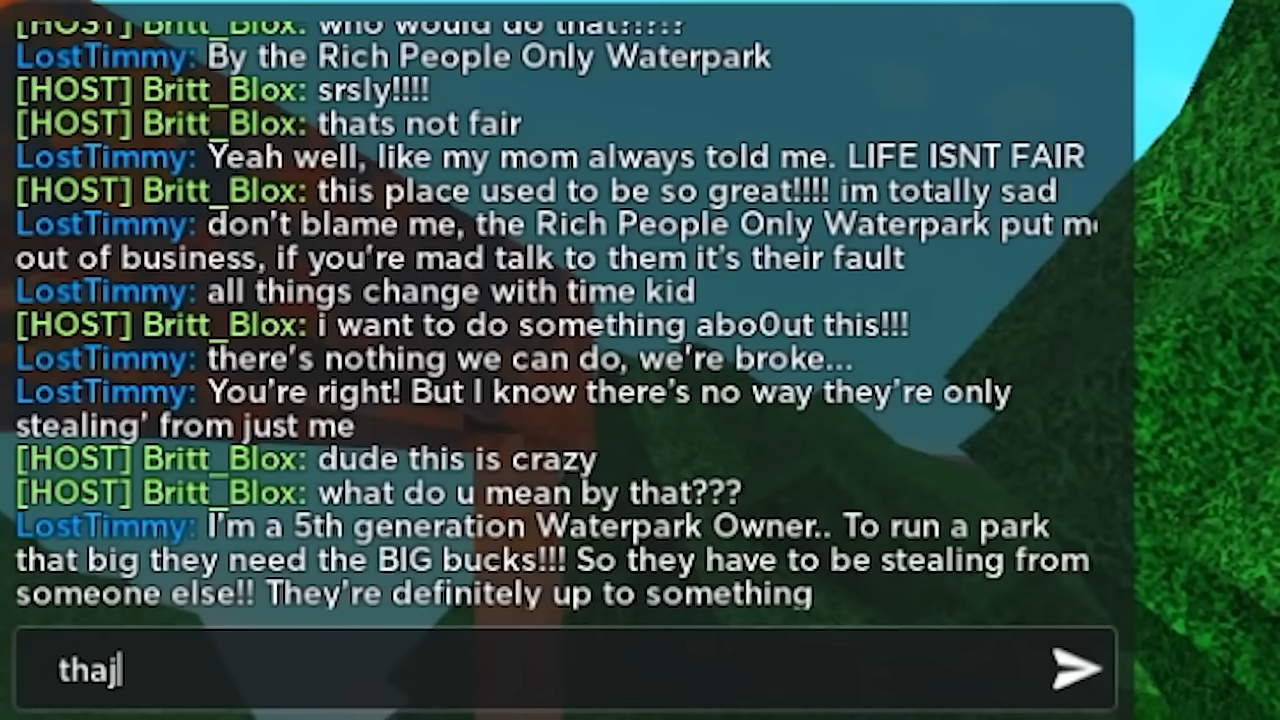 [HOST] Britt_Blox: who would do that?????
LostTimmy: By the Rich People Only Waterpark
[HOST] Britt_Blox: srsly!!!!
[HOST] Britt_Blox: thats not fair
LostTimmy: Yeah well, like my mom always told me. LIFE ISNT FAIR
[HOST] Britt_Blox: this place used to be so great!!!! im totally sad
LostTimmy: don't blame me, the Rich People Only Waterpark put me
out of business, if you're mad talk to them it's their fault
LostTimmy: all things change with time kid
[HOST] Britt_Blox: i want to do something abo0ut this!!!
LostTimmy: there's nothing we can do, we're broke...
LostTimmy: You're right! But I know there's no way they're only
stealing' from just me
[HOST] Britt_Blox: dude this is crazy
[HOST] Britt_Blox: what do u mean by that???
LostTimmy: I'm a 5th generation Waterpark Owner.. To run a park
that big they need the BIG bucks!!! So they have to be stealing from
someone else!! They're definitely up to something
thaj